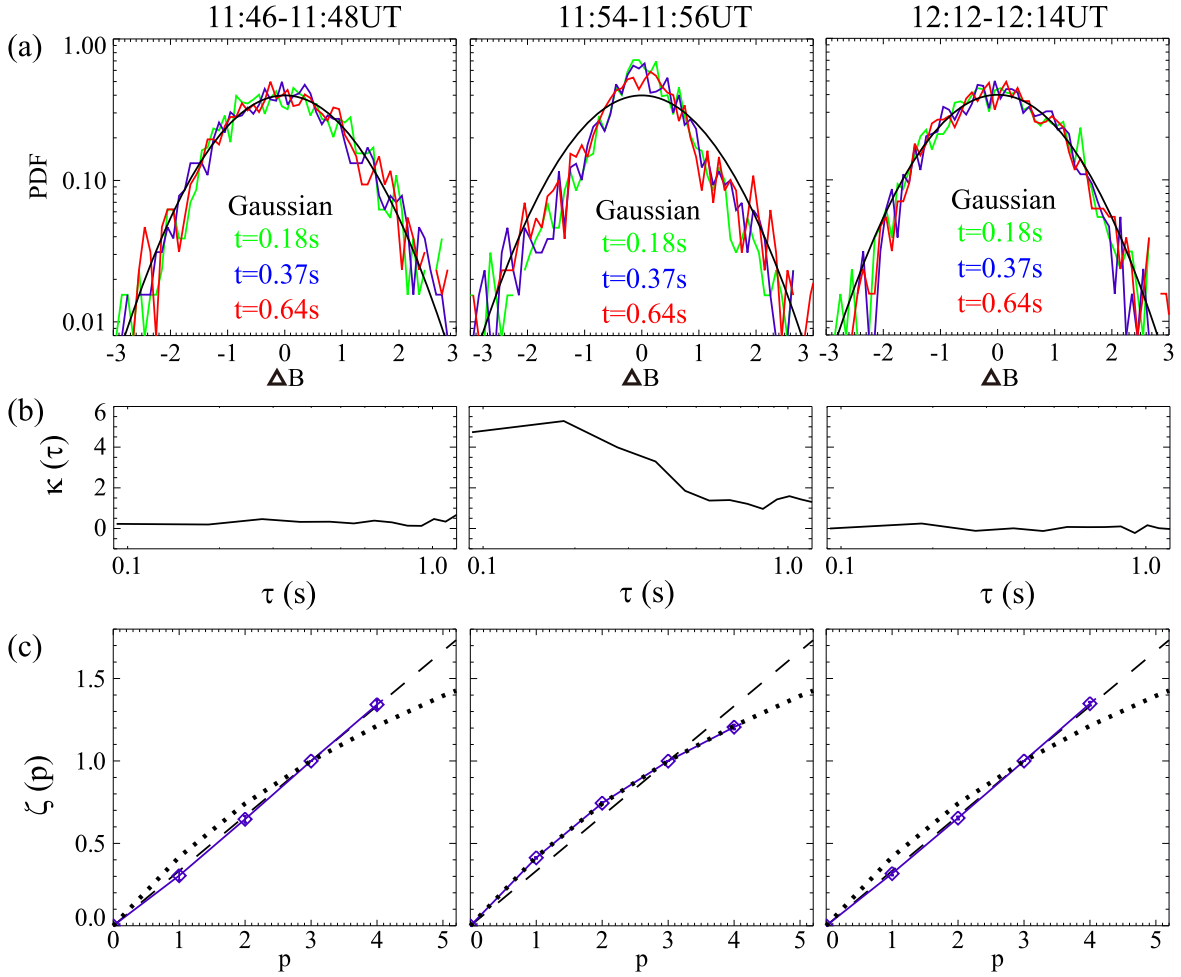 11:46-11:48UT 11:54-11:56UT 12:12-12:14UT
(a)
PDF
1.00
0.10
0.01
Gaussian
t=0.18s
t=0.37s
t=0.64s
-3 -2 -1 0 1 2 3
ΔB
Gaussian
t=0.18s
t=0.37s
t=0.64s
-3 -2 -1 0 1 2 3
ΔB
Gaussian
t=0.18s
t=0.37s
t=0.64s
-3 -2 -1 0 1 2 3
ΔB
(b)
κ (τ)
6
4
2
0
0.1 1.0
τ (s)
0.1 1.0
τ (s)
0.1 1.0
τ (s)
(c)
ζ (p)
1.5
1.0
0.5
0.0
0 1 2 3 4 5
p
0 1 2 3 4 5
p
0 1 2 3 4 5
p